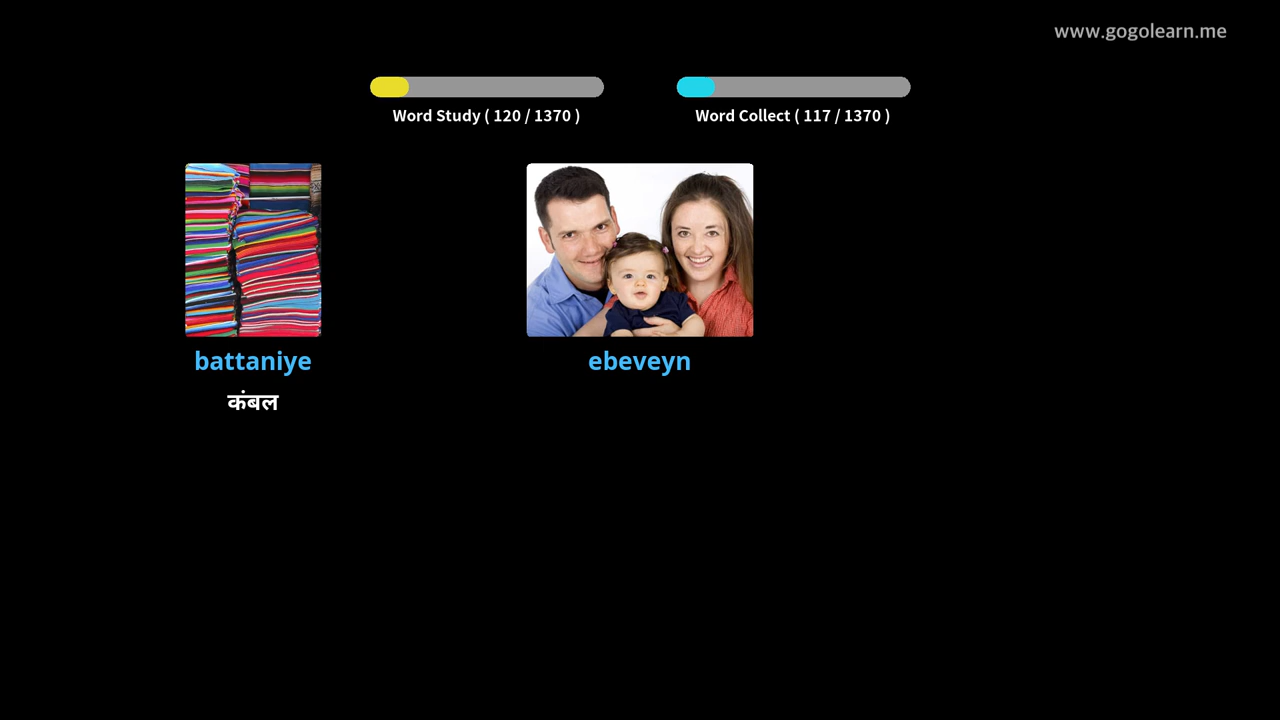 www.gogolearn.me
Word Study ( 120 / 1370 )
Word Collect ( 117 / 1370 )
battaniye
ebeveyn
कंबल